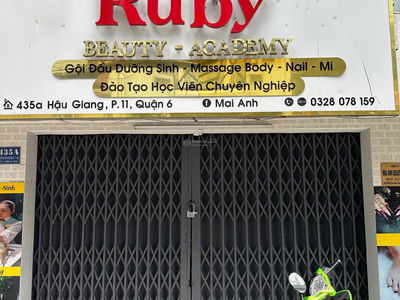 Ruby
BEAUTY - ACADEMY
Gội Đầu Dưỡng Sinh - Massage Body - Nail - Mi
Đào Tạo Học Viên Chuyên Nghiệp
435a Hậu Giang, P.11, Quận 6
Mai Anh
0328 078 159
435A
Sinh